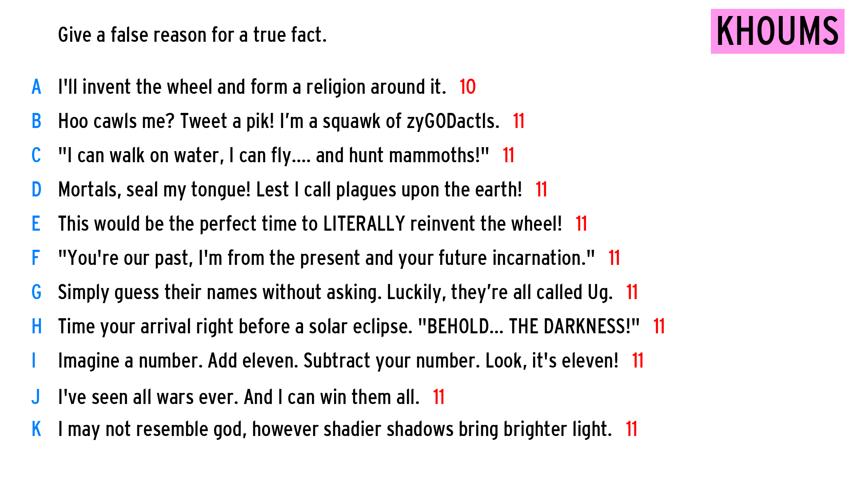 Give a false reason for a true fact.
KHOUMS
A I'll invent the wheel and form a religion around it. 10
B Hoo cawls me? Tweet a pik! I'm a squawk of zyGODactls. 11
C "I can walk on water, I can fly.... and hunt mammoths!" 11
D Mortals, seal my tongue! Lest I call plagues upon the earth! 11
E This would be the perfect time to LITERALLY reinvent the wheel! 11
F "You're our past, I'm from the present and your future incarnation." 11
G Simply guess their names without asking. Luckily, they're all called Ug. 11
H Time your arrival right before a solar eclipse. "BEHOLD... THE DARKNESS!" 11
I Imagine a number. Add eleven. Subtract your number. Look, it's eleven! 11
J I've seen all wars ever. And I can win them all. 11
K I may not resemble god, however shadier shadows bring brighter light. 11